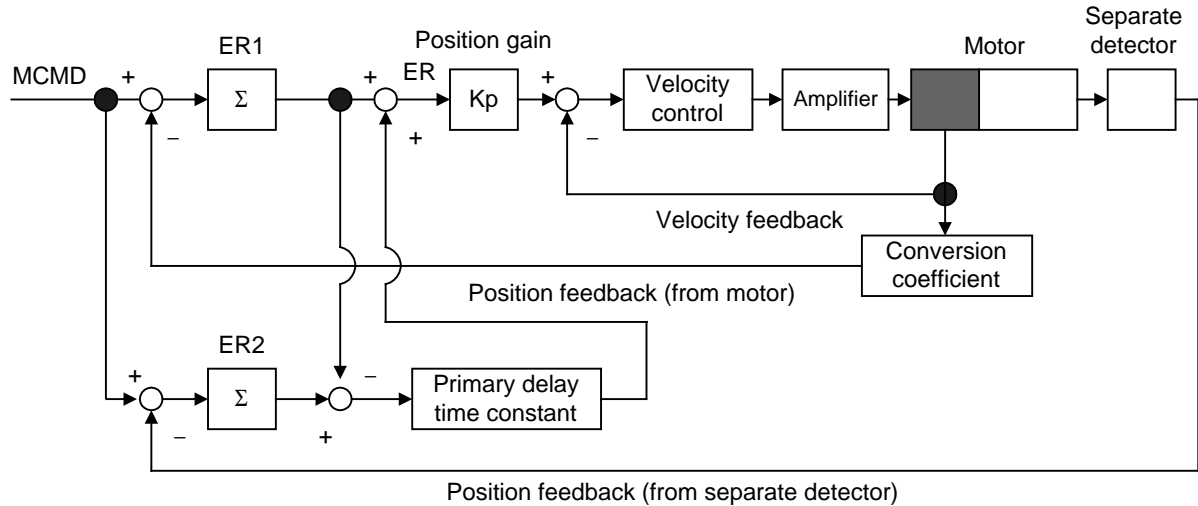 Separate
detector
ER1
Position gain
Motor
MCMD
+
+
ER
+
Σ
Kp
Velocity
control
Amplifier
−
+
−
Velocity feedback
Conversion
coefficient
Position feedback (from motor)
ER2
+
−
Σ
Primary delay
time constant
−
+
Position feedback (from separate detector)